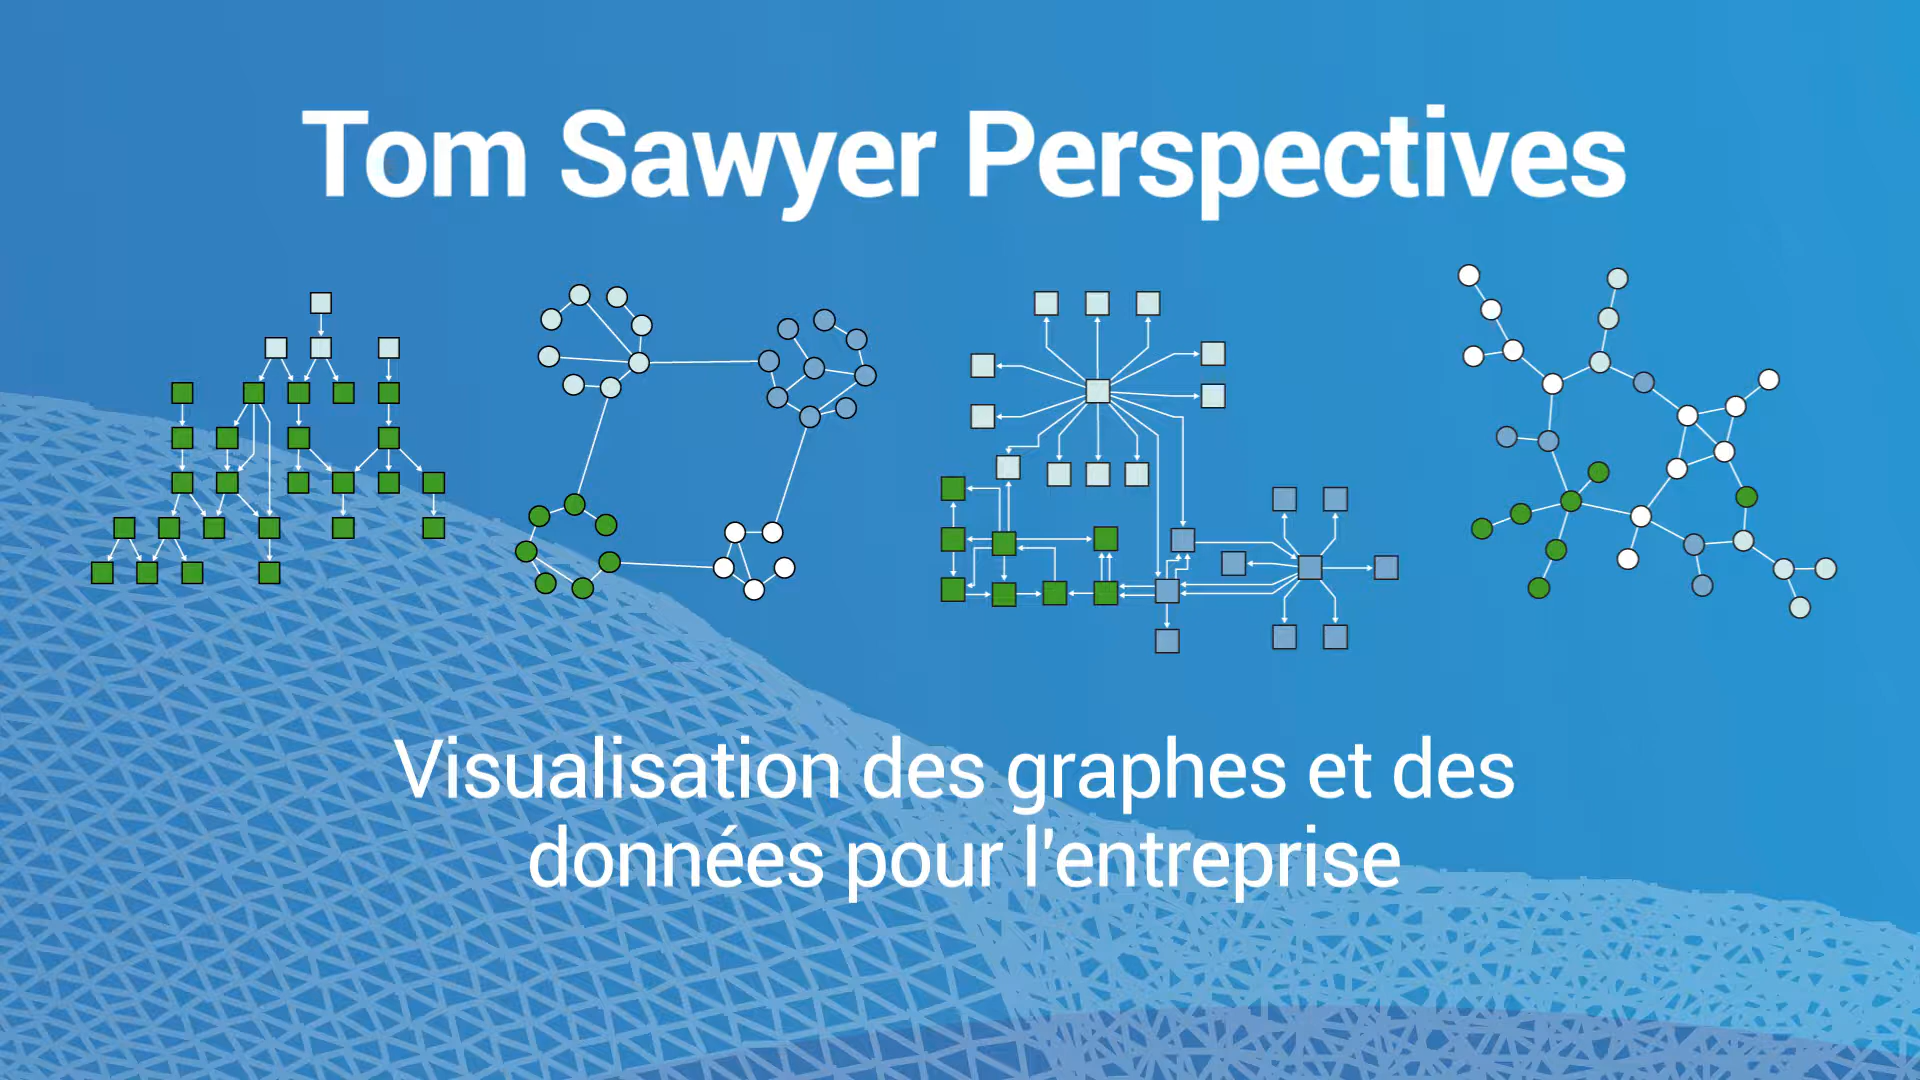 Tom Sawyer Perspectives
Visualisation des graphes et des
données pour l'entreprise